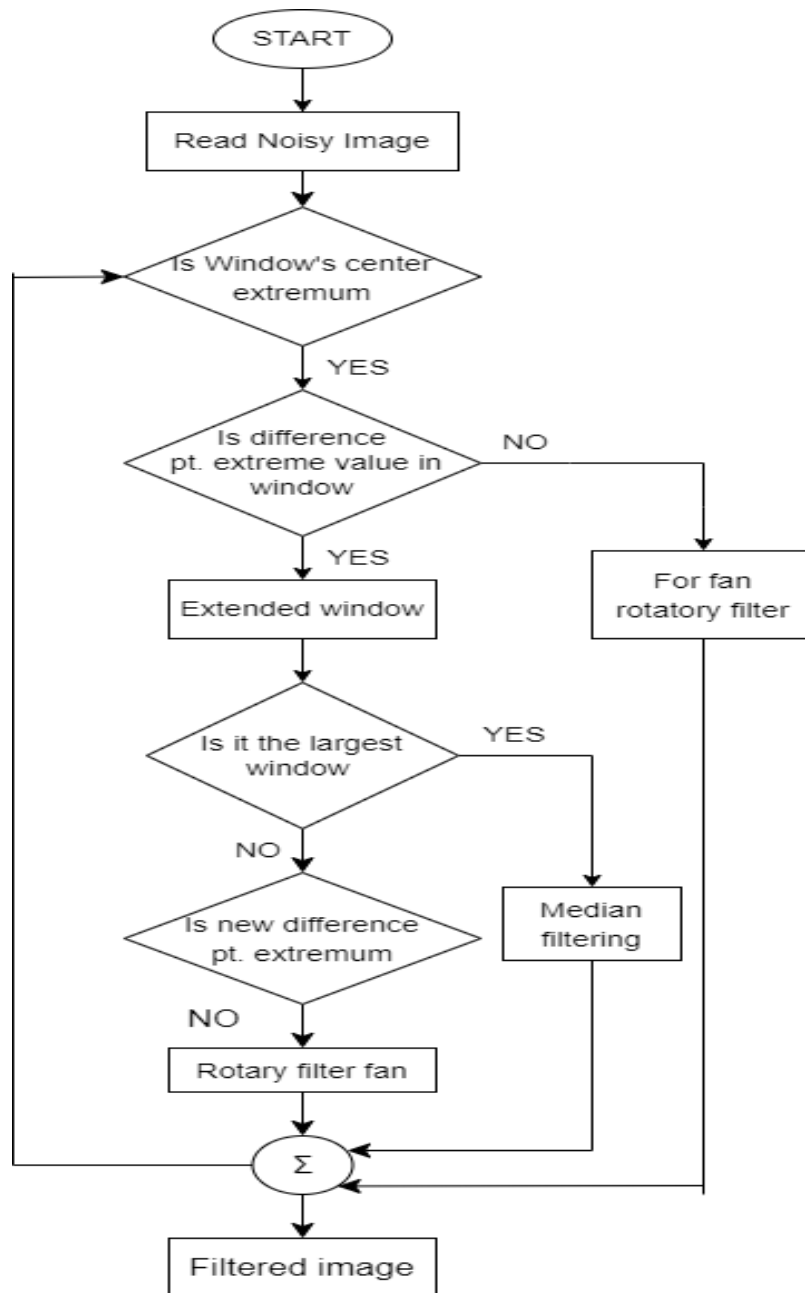 START
Read Noisy Image
Is Window's center
extremum
YES
Is difference
pt. extreme value in
window
NO
YES
Extended window
For fan
rotatory filter
Is it the largest
window
YES
NO
Is new difference
pt. extremum
Median
filtering
NO
Rotary filter fan
Σ
Filtered image